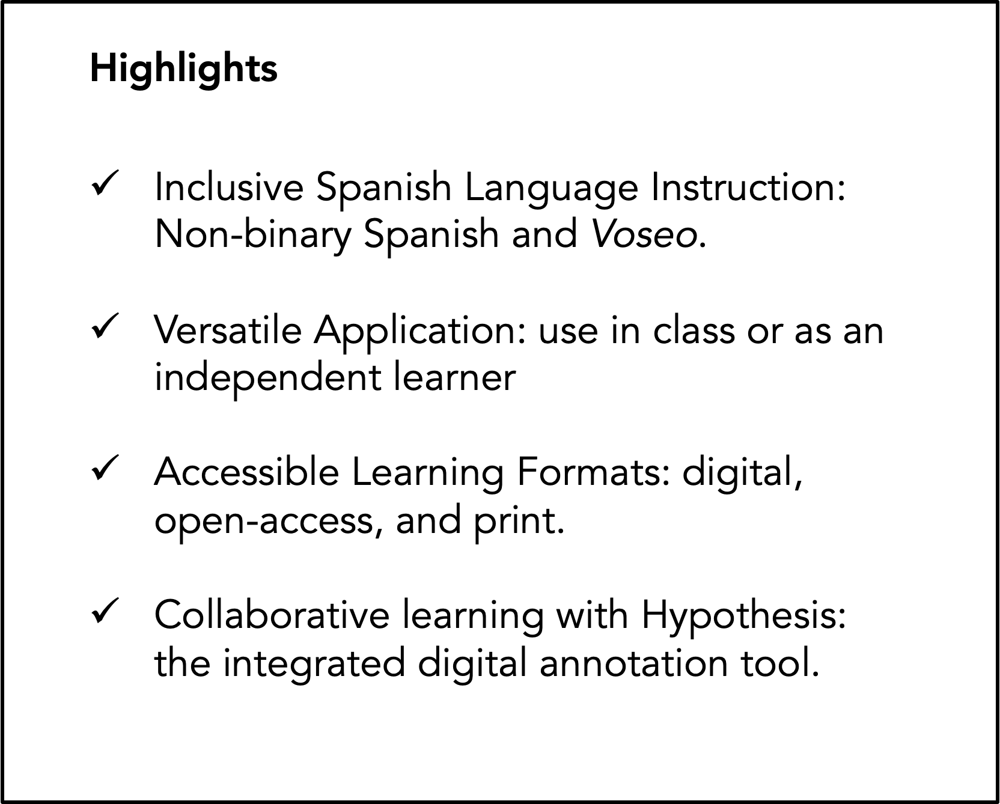 Highlights
✓ Inclusive Spanish Language Instruction:
Non-binary Spanish and Voseo.
✓ Versatile Application: use in class or as an
independent learner
✓ Accessible Learning Formats: digital,
open-access, and print.
✓ Collaborative learning with Hypothesis:
the integrated digital annotation tool.